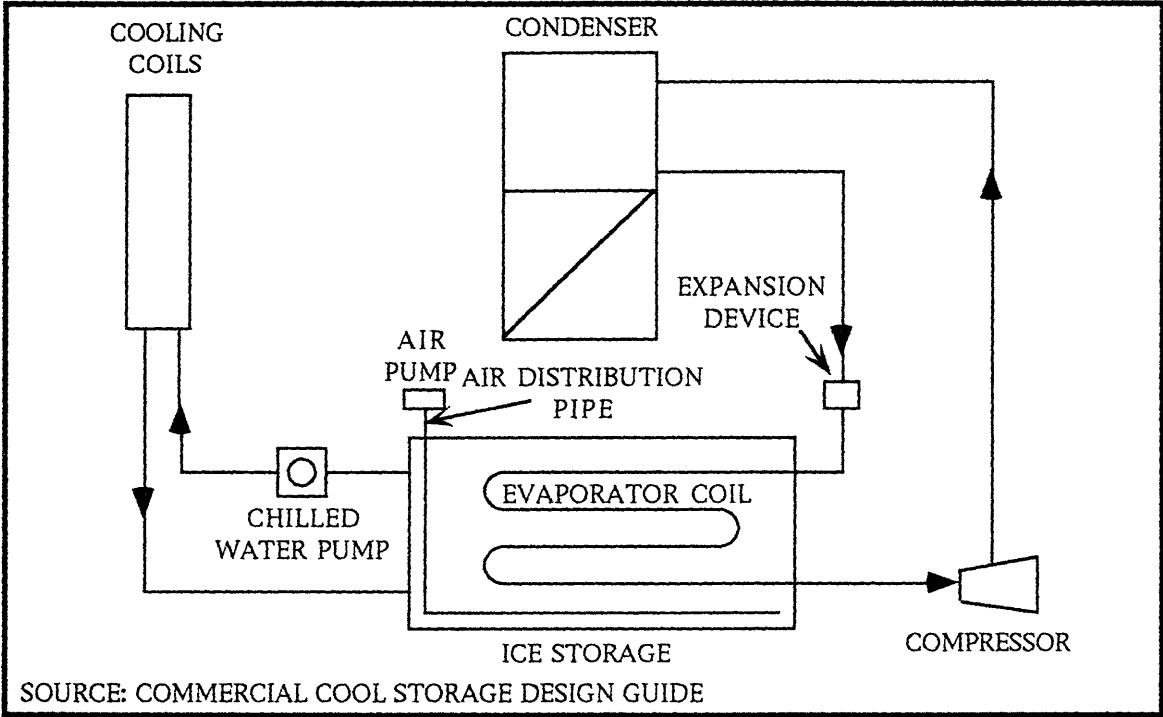 COOLING
COILS
CONDENSER
EXPANSION
DEVICE
AIR
PUMP
AIR DISTRIBUTION
PIPE
EVAPORATOR COIL
CHILLED
WATER PUMP
COMPRESSOR
ICE STORAGE
SOURCE: COMMERCIAL COOL STORAGE DESIGN GUIDE